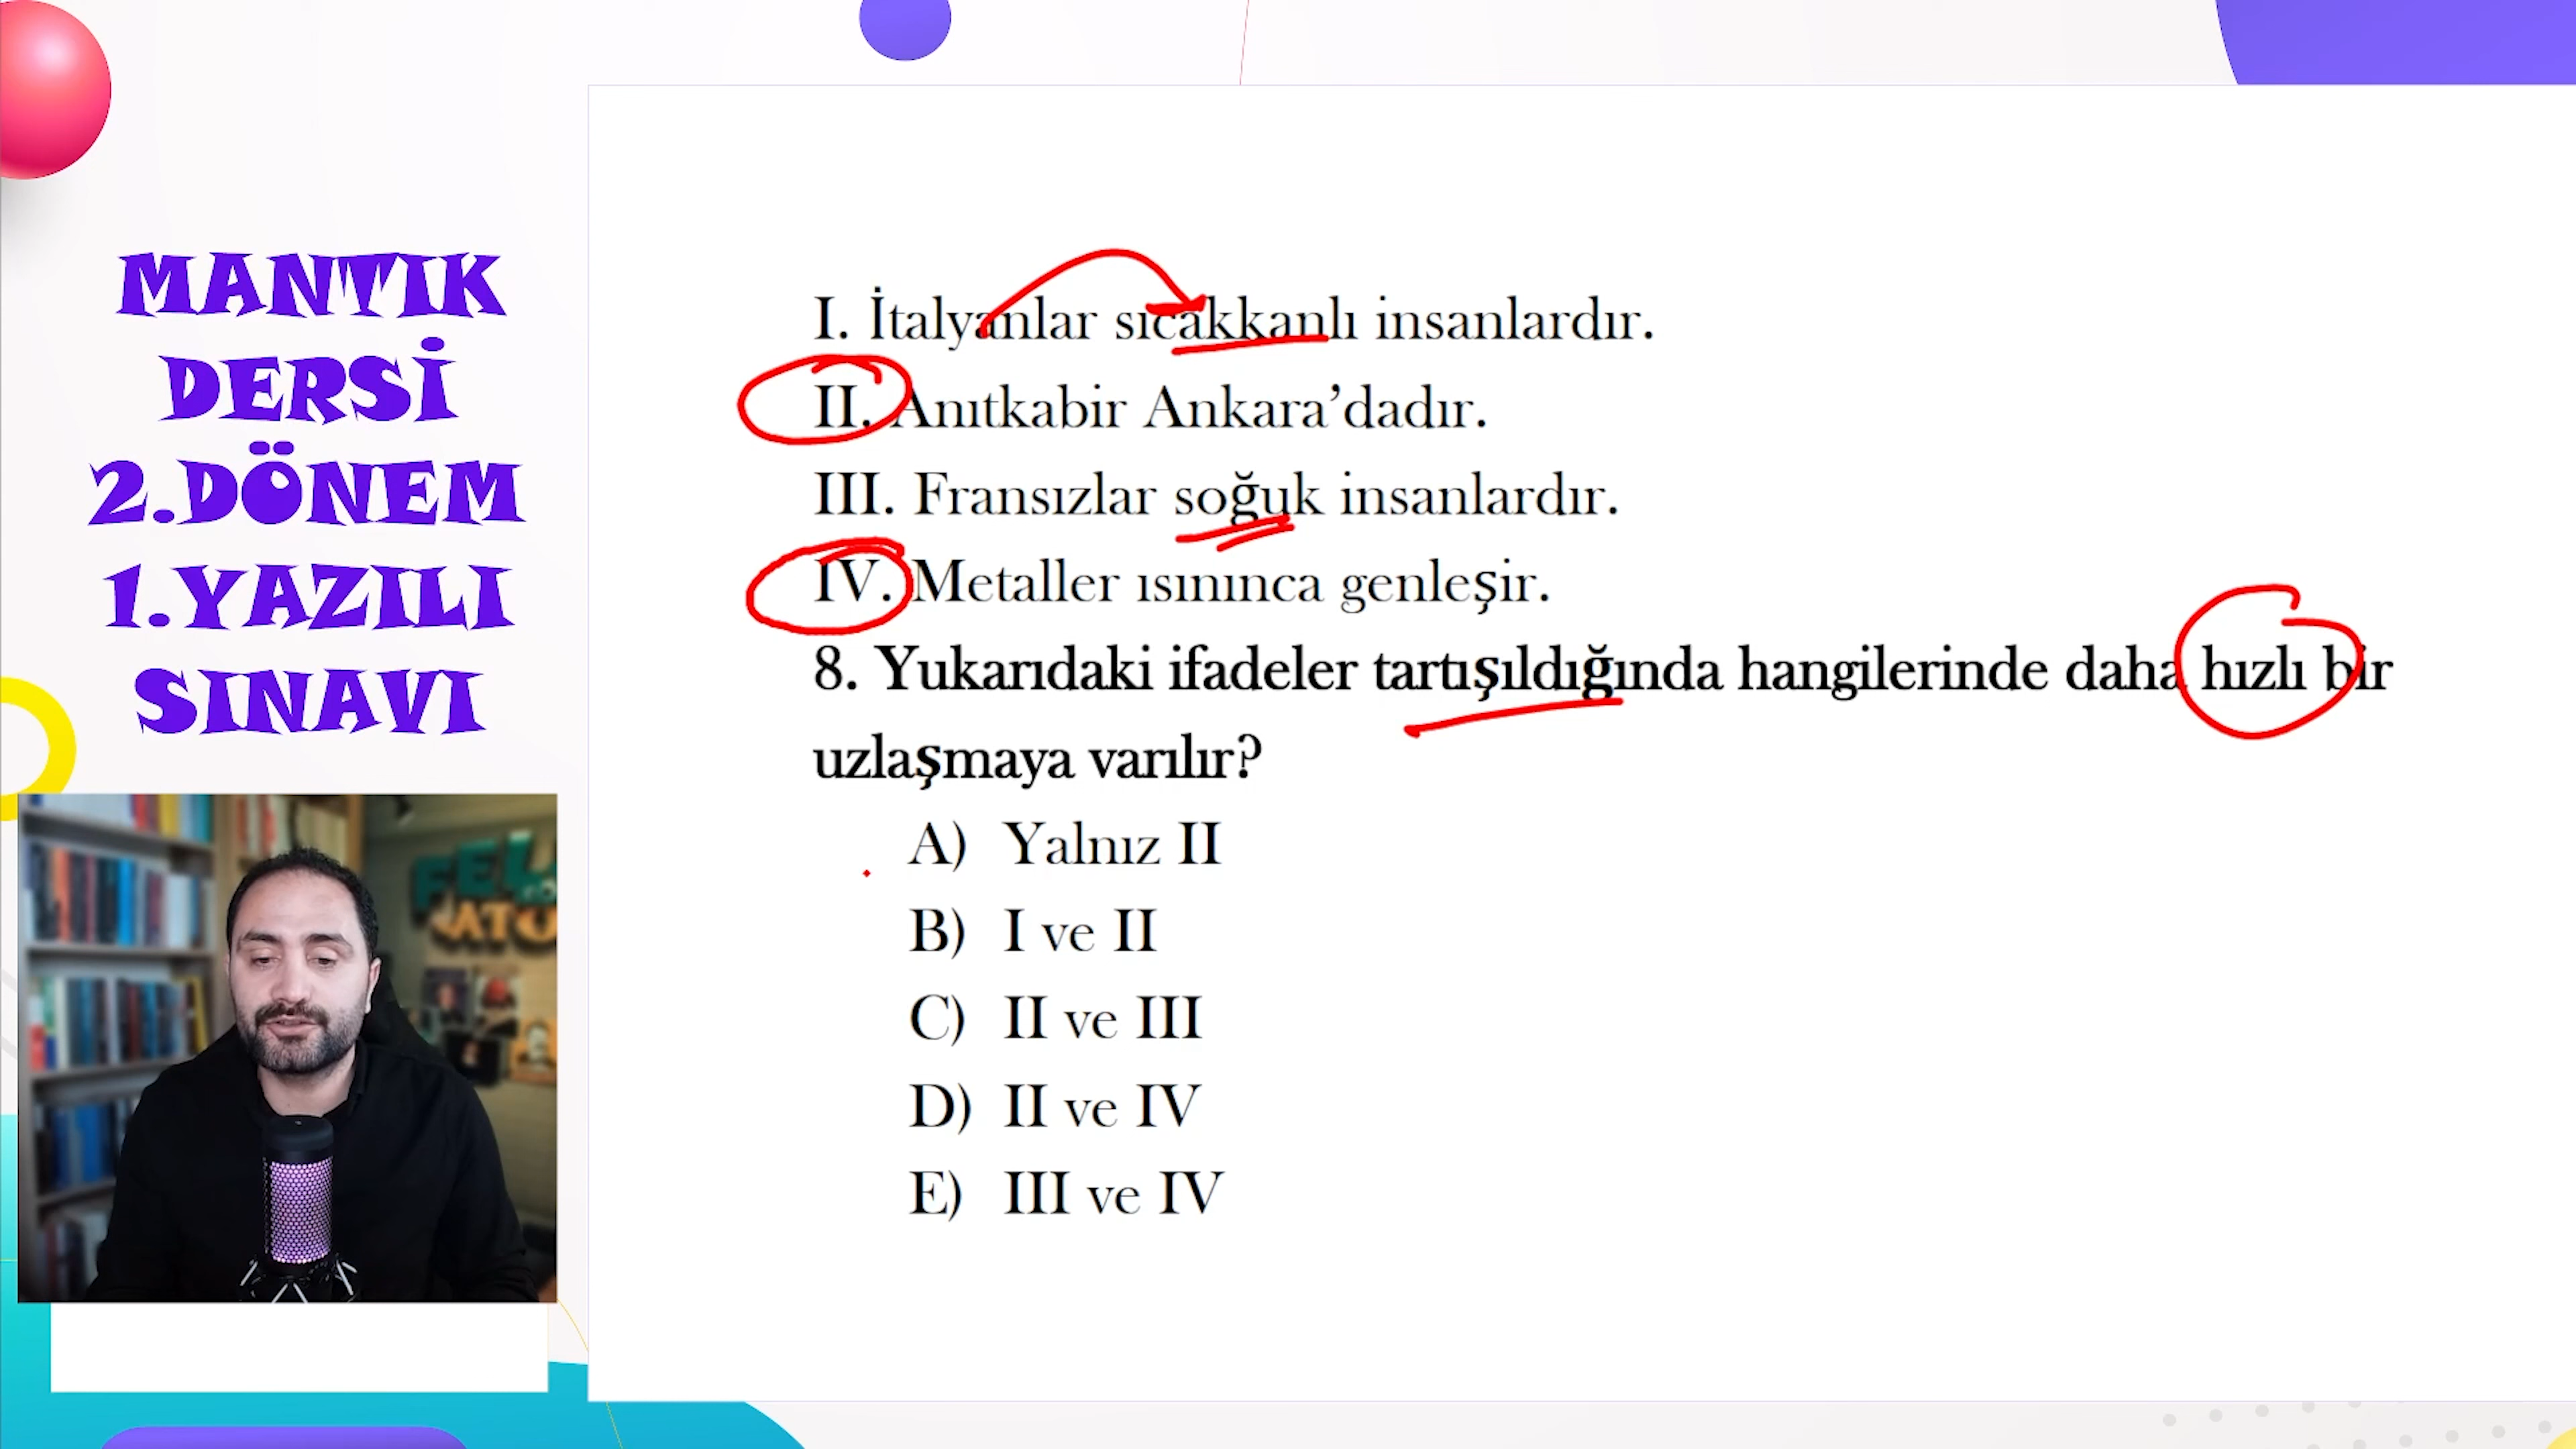 MANTIK
DERSİ
2.DÖNEM
1.YAZILI
SINAVI
I. İtalyanlar sıcakkanlı insanlardır.
II. Anıtkabir Ankara'dadır.
III. Fransızlar soğuk insanlardır.
IV. Metaller ısınınca genleşir.
8. Yukarıdaki ifadeler tartışıldığında hangilerinde daha hızlı bir
uzlaşmaya varılır?
A) Yalnız II
B) I ve II
C) II ve III
D) II ve IV
E) III ve IV